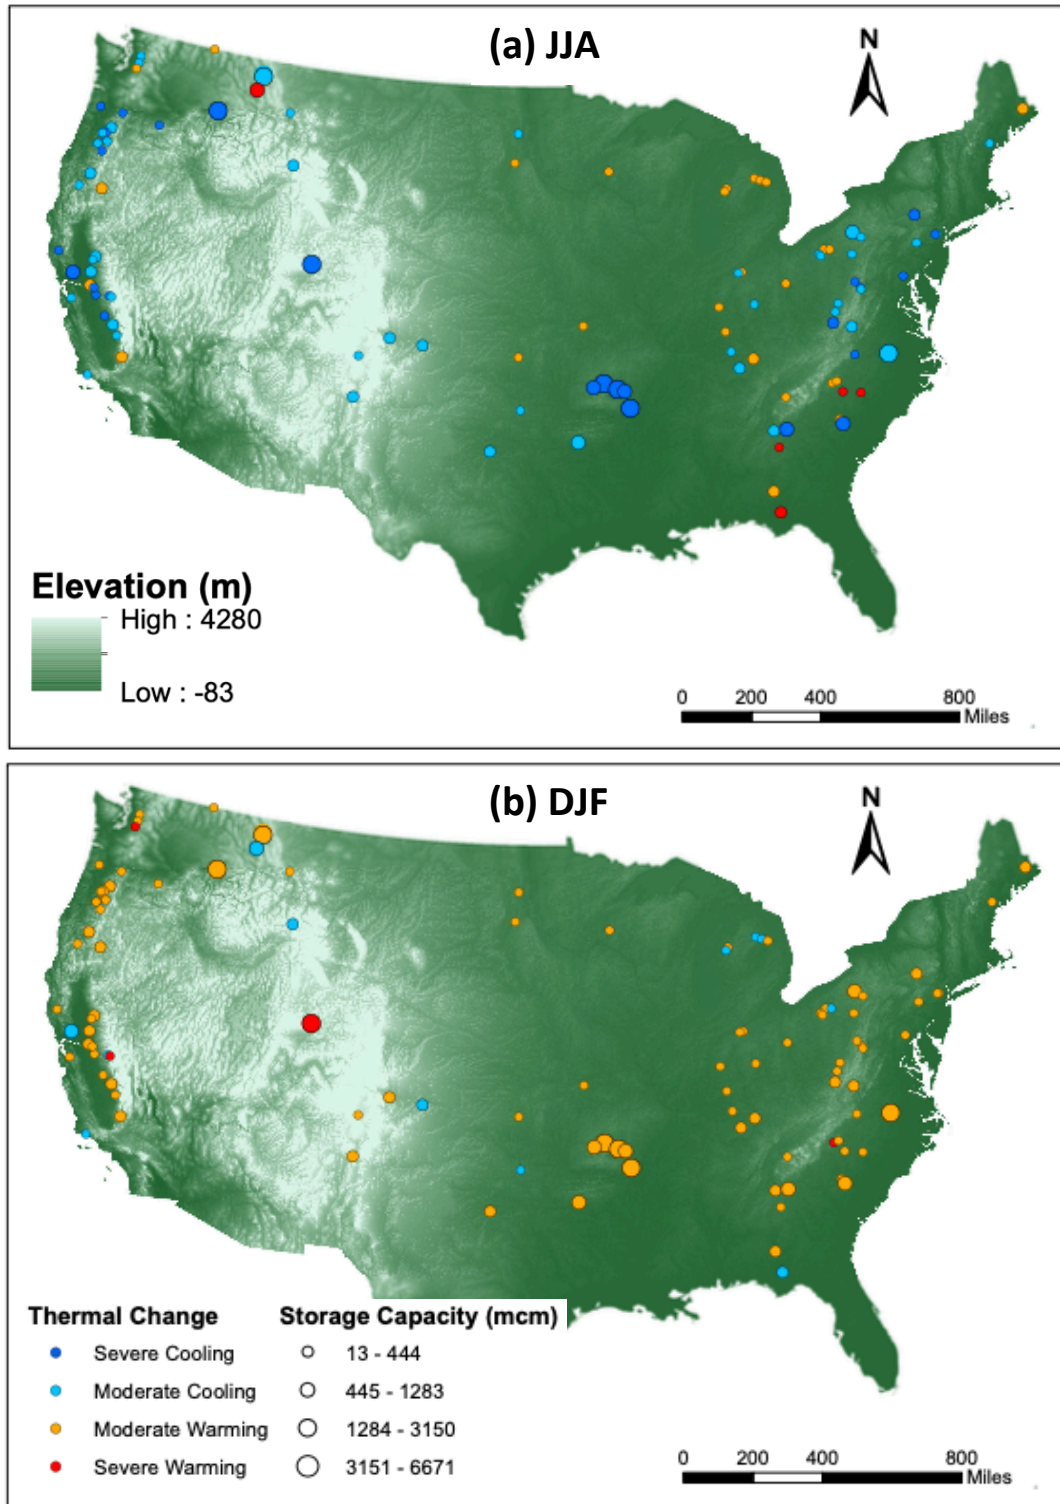 (a) JJA
N
Elevation (m)
High : 4280
Low : -83
0 200 400 800
Miles
(b) DJF
N
Thermal Change
Severe Cooling
Moderate Cooling
Moderate Warming
Severe Warming
Storage Capacity (mcm)
13 - 444
445 - 1283
1284 - 3150
3151 - 6671
0 200 400 800
Miles